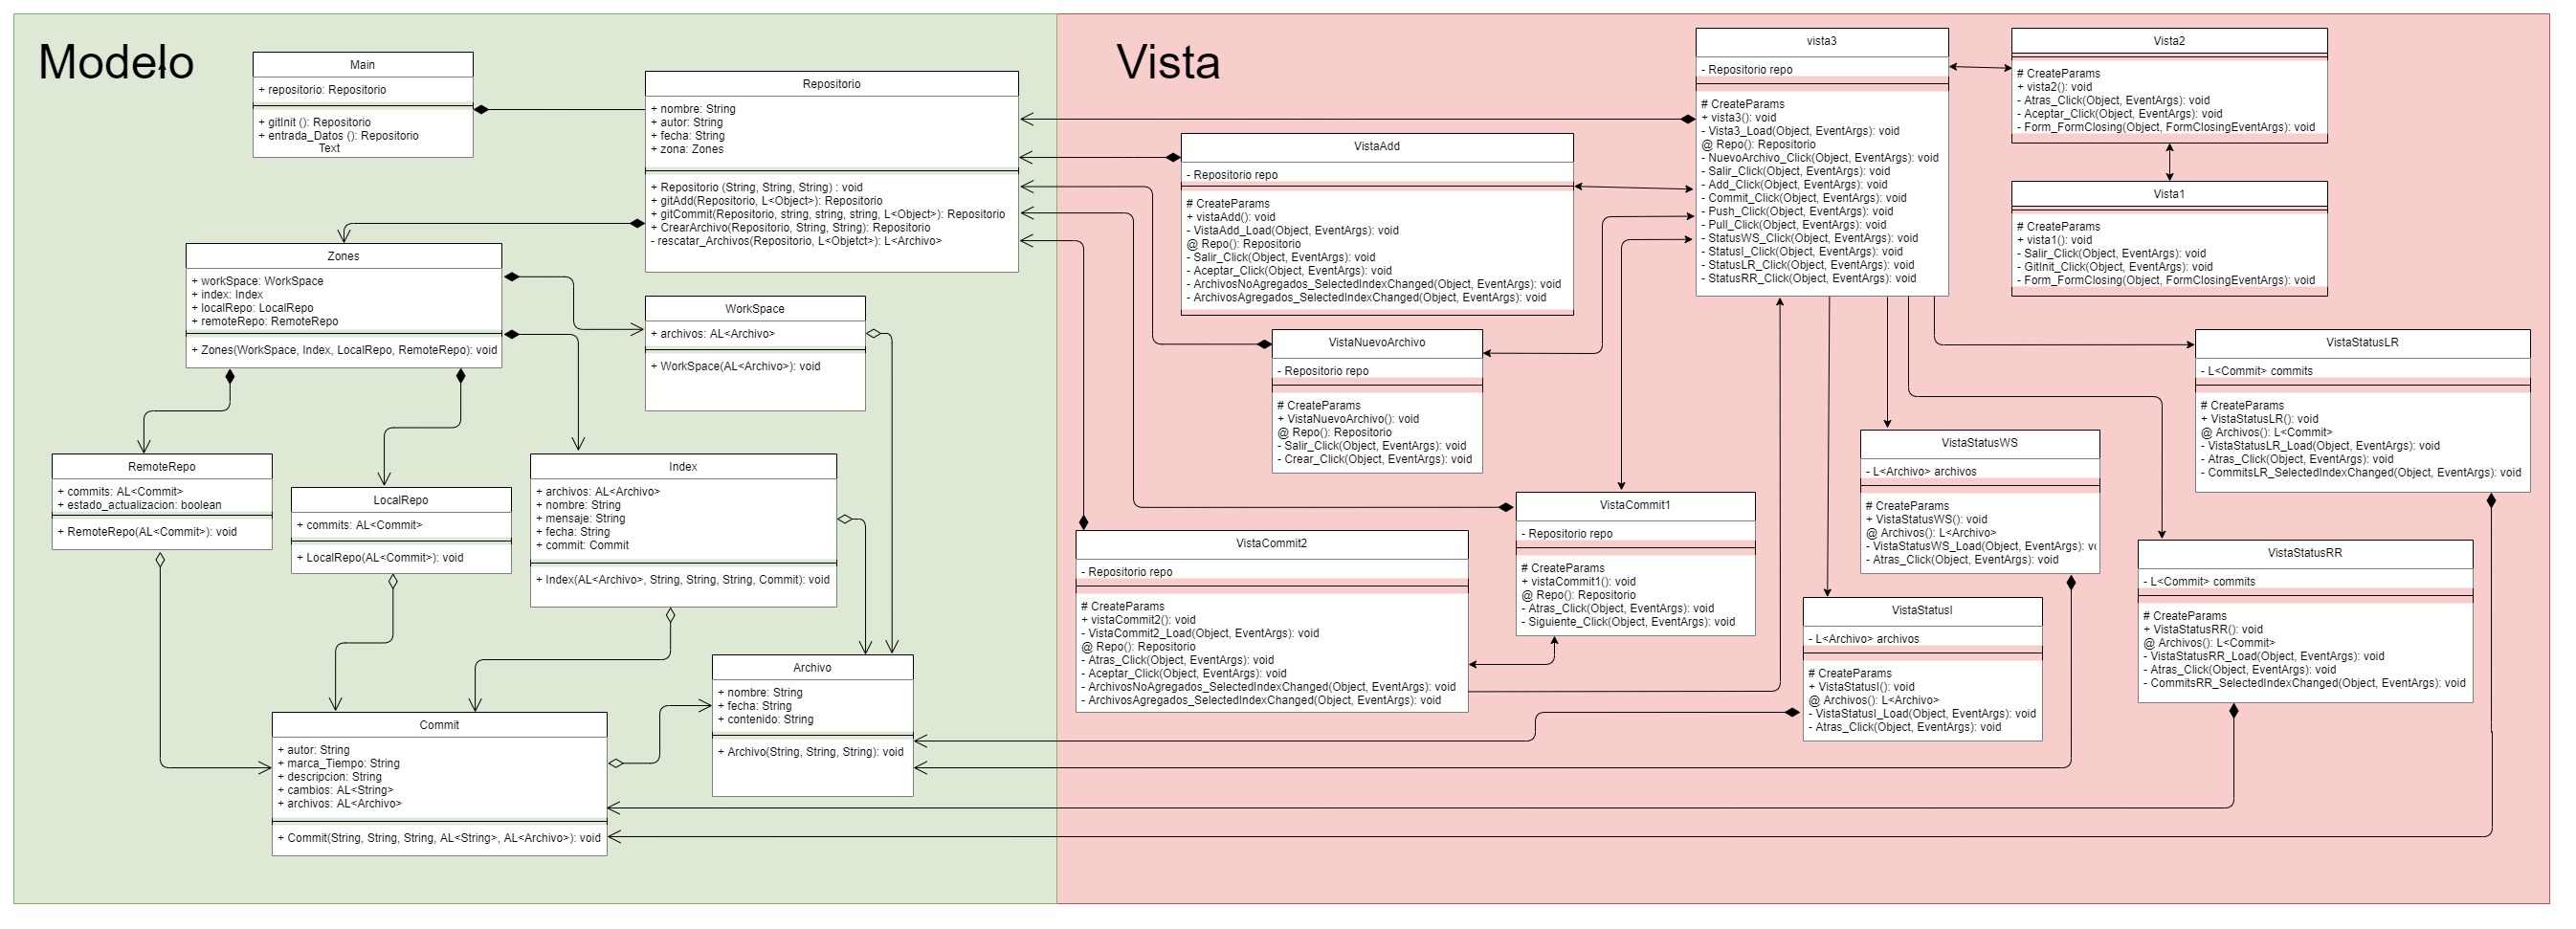 Modelo
Main
+ repositorio: Repositorio
+ gitInit (): Repositorio
+ entrada_Datos (): Repositorio
Text
Repositorio
+ nombre: String
+ autor: String
+ fecha: String
+ zona: Zones
+ Repositorio (String, String, String) : void
+ gitAdd(Repositorio, L<Object>): Repositorio
+ gitCommit(Repositorio, string, string, string, L<Object>): Repositorio
+ CrearArchivo(Repositorio, String, String): Repositorio
- rescatar_Archivos(Repositorio, L<Objetct>): L<Archivo>
Zones
+ workSpace: WorkSpace
+ index: Index
+ localRepo: LocalRepo
+ remoteRepo: RemoteRepo
+ Zones(WorkSpace, Index, LocalRepo, RemoteRepo): void
WorkSpace
+ archivos: AL<Archivo>
+ WorkSpace(AL<Archivo>): void
RemoteRepo
+ commits: AL<Commit>
+ estado_actualizacion: boolean
+ RemoteRepo(AL<Commit>): void
LocalRepo
+ commits: AL<Commit>
+ LocalRepo(AL<Commit>): void
Index
+ archivos: AL<Archivo>
+ nombre: String
+ mensaje: String
+ fecha: String
+ commit: Commit
+ Index(AL<Archivo>, String, String, String, Commit): void
Archivo
+ nombre: String
+ fecha: String
+ contenido: String
+ Archivo(String, String, String): void
Commit
+ autor: String
+ marca_Tiempo: String
+ descripcion: String
+ cambios: AL<String>
+ archivos: AL<Archivo>
+ Commit(String, String, String, AL<String>, AL<Archivo>): void
Vista
vista3
- Repositorio repo
# CreateParams
+ vista3(): void
- Vista3_Load(Object, EventArgs): void
@ Repo(): Repositorio
- NuevoArchivo_Click(Object, EventArgs): void
- Salir_Click(Object, EventArgs): void
- Add_Click(Object, EventArgs): void
- Commit_Click(Object, EventArgs): void
- Push_Click(Object, EventArgs): void
- Pull_Click(Object, EventArgs): void
- StatusWS_Click(Object, EventArgs): void
- StatusI_Click(Object, EventArgs): void
- StatusLR_Click(Object, EventArgs): void
- StatusRR_Click(Object, EventArgs): void
Vista2
# CreateParams
+ vista2(): void
- Atras_Click(Object, EventArgs): void
- Aceptar_Click(Object, EventArgs): void
- Form_FormClosing(Object, FormClosingEventArgs): void
Vista1
# CreateParams
+ vista1(): void
- Salir_Click(Object, EventArgs): void
- GitInit_Click(Object, EventArgs): void
- Form_FormClosing(Object, FormClosingEventArgs): void
VistaAdd
- Repositorio repo
# CreateParams
+ vistaAdd(): void
- VistaAdd_Load(Object, EventArgs): void
@ Repo(): Repositorio
- Salir_Click(Object, EventArgs): void
- Aceptar_Click(Object, EventArgs): void
- ArchivosNoAgregados_SelectedIndexChanged(Object, EventArgs): void
- ArchivosAgregados_SelectedIndexChanged(Object, EventArgs): void
VistaNuevoArchivo
- Repositorio repo
# CreateParams
+ VistaNuevoArchivo(): void
@ Repo(): Repositorio
- Salir_Click(Object, EventArgs): void
- Crear_Click(Object, EventArgs): void
VistaStatusLR
- L<Commit> commits
# CreateParams
+ VistaStatusLR(): void
@ Archivos(): L<Commit>
- VistaStatusLR_Load(Object, EventArgs): void
- Atras_Click(Object, EventArgs): void
- CommitsLR_SelectedIndexChanged(Object, EventArgs): void
VistaStatusWS
- L<Archivo> archivos
# CreateParams
+ VistaStatusWS(): void
@ Archivos(): L<Archivo>
- VistaStatusWS_Load(Object, EventArgs): v
- Atras_Click(Object, EventArgs): void
VistaCommit1
- Repositorio repo
# CreateParams
+ vistaCommit1(): void
@ Repo(): Repositorio
- Atras_Click(Object, EventArgs): void
- Siguiente_Click(Object, EventArgs): void
VistaCommit2
- Repositorio repo
# CreateParams
+ vistaCommit2(): void
- VistaCommit2_Load(Object, EventArgs): void
@ Repo(): Repositorio
- Atras_Click(Object, EventArgs): void
- Aceptar_Click(Object, EventArgs): void
- ArchivosNoAgregados_SelectedIndexChanged(Object, EventArgs): void
- ArchivosAgregados_SelectedIndexChanged(Object, EventArgs): void
VistaStatusRR
- L<Commit> commits
# CreateParams
+ VistaStatusRR(): void
@ Archivos(): L<Commit>
- VistaStatusRR_Load(Object, EventArgs): void
- Atras_Click(Object, EventArgs): void
- CommitsRR_SelectedIndexChanged(Object, EventArgs): void
VistaStatusI
- L<Archivo> archivos
# CreateParams
+ VistaStatusI(): void
@ Archivos(): L<Archivo>
- VistaStatusI_Load(Object, EventArgs): void
- Atras_Click(Object, EventArgs): void